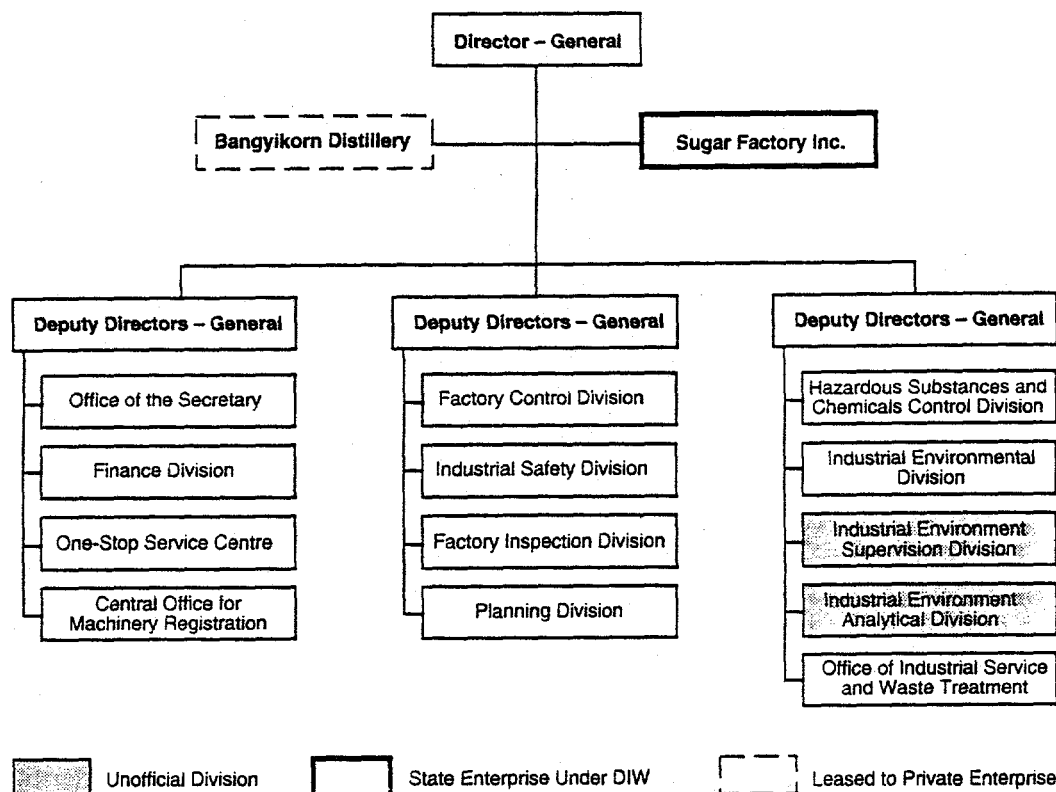 Director – General
Bangyikorn Distillery
Sugar Factory Inc.
Deputy Directors – General
Office of the Secretary
Finance Division
One-Stop Service Centre
Central Office for
Machinery Registration
Deputy Directors – General
Factory Control Division
Industrial Safety Division
Factory Inspection Division
Planning Division
Deputy Directors – General
Hazardous Substances and
Chemicals Control Division
Industrial Environmental
Division
Industrial Environment
Supervision Division
Industrial Environment
Analytical Division
Office of Industrial Service
and Waste Treatment
Unofficial Division
State Enterprise Under DIW
Leased to Private Enterprise